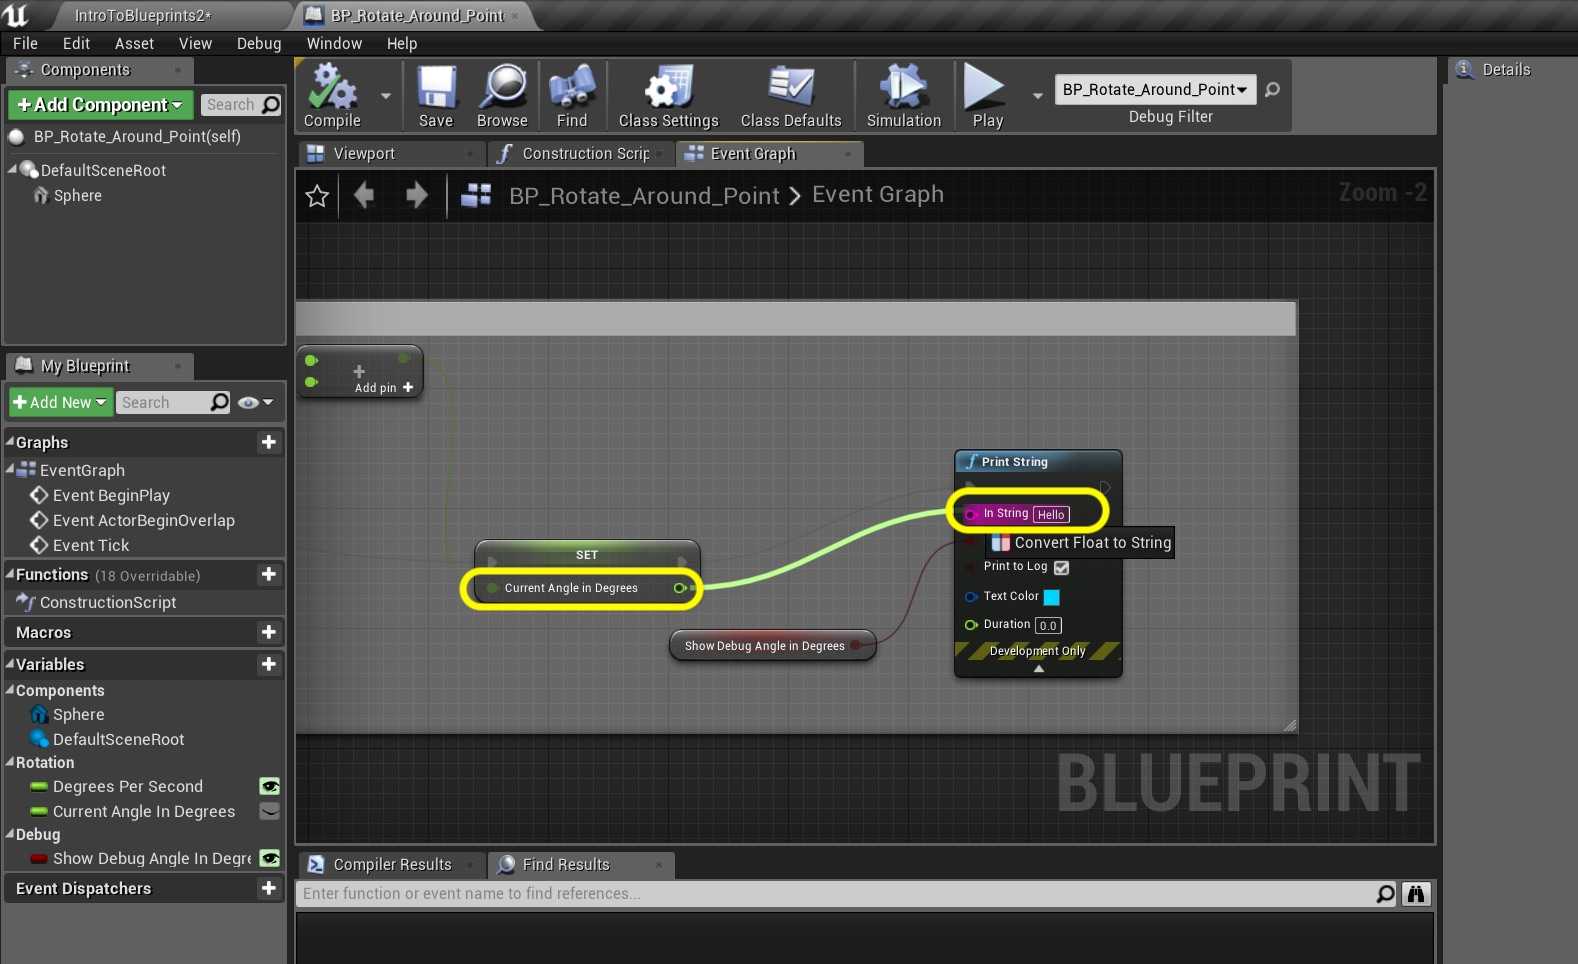 IntroToBlueprints2*
BP_Rotate_Around_Point
File Edit Asset View Debug Window Help
Components
+Add Component
Search
BP_Rotate_Around_Point(self)
DefaultSceneRoot
Sphere
Compile
Save
Browse
Find
Class Settings
Class Defaults
Simulation
Play
BP_Rotate_Around_Point
Debug Filter
Details
Viewport
Construction Scrip
Event Graph
BP_Rotate_Around_Point > Event Graph
Zoom -2
My Blueprint
+Add New
Search
Graphs
EventGraph
Event BeginPlay
Event ActorBeginOverlap
Event Tick
Functions (18 Overridable)
ConstructionScript
Macros
Variables
Components
Sphere
DefaultSceneRoot
Rotation
Degrees Per Second
Current Angle In Degrees
Debug
Show Debug Angle In Degre
Event Dispatchers
Add pin +
SET
Current Angle in Degrees
Show Debug Angle in Degrees
f Print String
In String Hello
Convert Float to String
Print to Log
Text Color
Duration 0.0
Development Only
BLUEPRINT
Compiler Results
Find Results
Enter function or event name to find references...